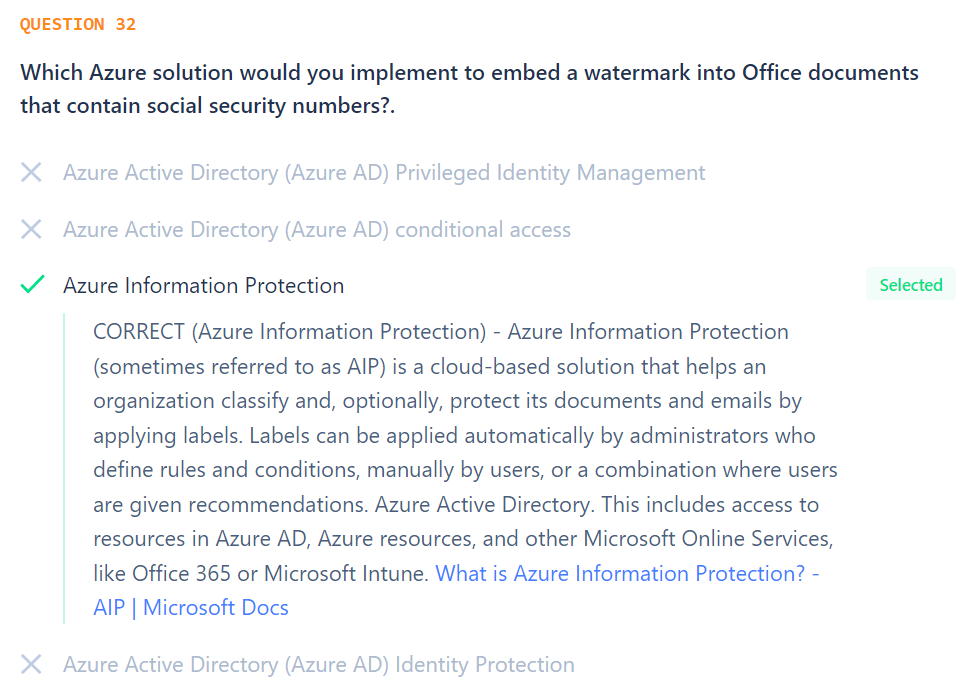 QUESTION 32
Which Azure solution would you implement to embed a watermark into Office documents
that contain social security numbers?.
Azure Active Directory (Azure AD) Privileged Identity Management
Azure Active Directory (Azure AD) conditional access
Azure Information Protection
Selected
CORRECT (Azure Information Protection) - Azure Information Protection
(sometimes referred to as AIP) is a cloud-based solution that helps an
organization classify and, optionally, protect its documents and emails by
applying labels. Labels can be applied automatically by administrators who
define rules and conditions, manually by users, or a combination where users
are given recommendations. Azure Active Directory. This includes access to
resources in Azure AD, Azure resources, and other Microsoft Online Services,
like Office 365 or Microsoft Intune. What is Azure Information Protection? -
AIP | Microsoft Docs
Azure Active Directory (Azure AD) Identity Protection